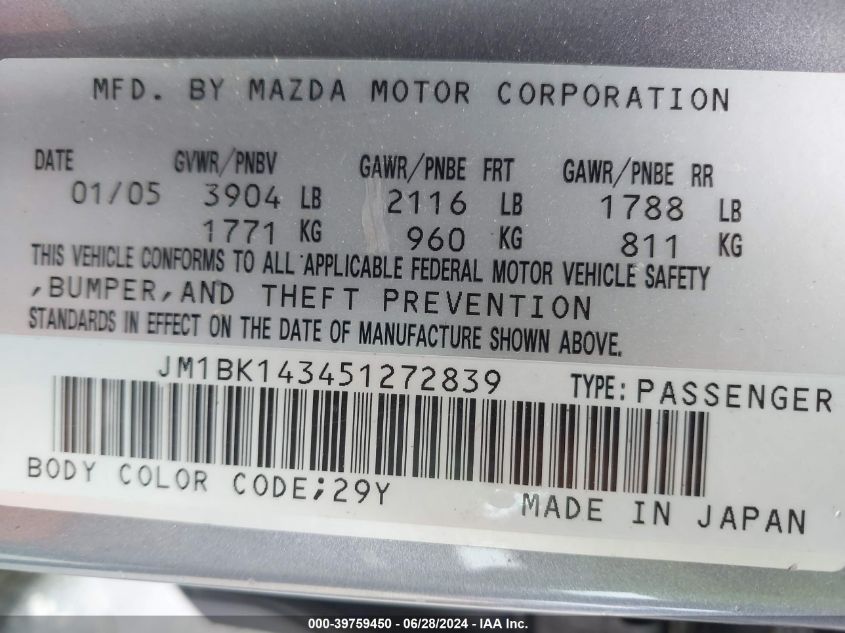 MFD. BY MAZDA MOTOR CORPORATION
DATE GVWR/PNBV GAWR/PNBE FRT GAWR/PNBE RR
01/05 3904 LB 2116 LB 1788 LB
1771 KG 960 KG 811 KG
THIS VEHICLE CONFORMS TO ALL APPLICABLE FEDERAL MOTOR VEHICLE SAFETY
,BUMPER,AND THEFT PREVENTION
STANDARDS IN EFFECT ON THE DATE OF MANUFACTURE SHOWN ABOVE.
JM1BK143451272839 TYPE: PASSENGER
BODY COLOR CODE;29Y MADE IN JAPAN
000-39759450 - 06/28/2024 - IAA Inc.